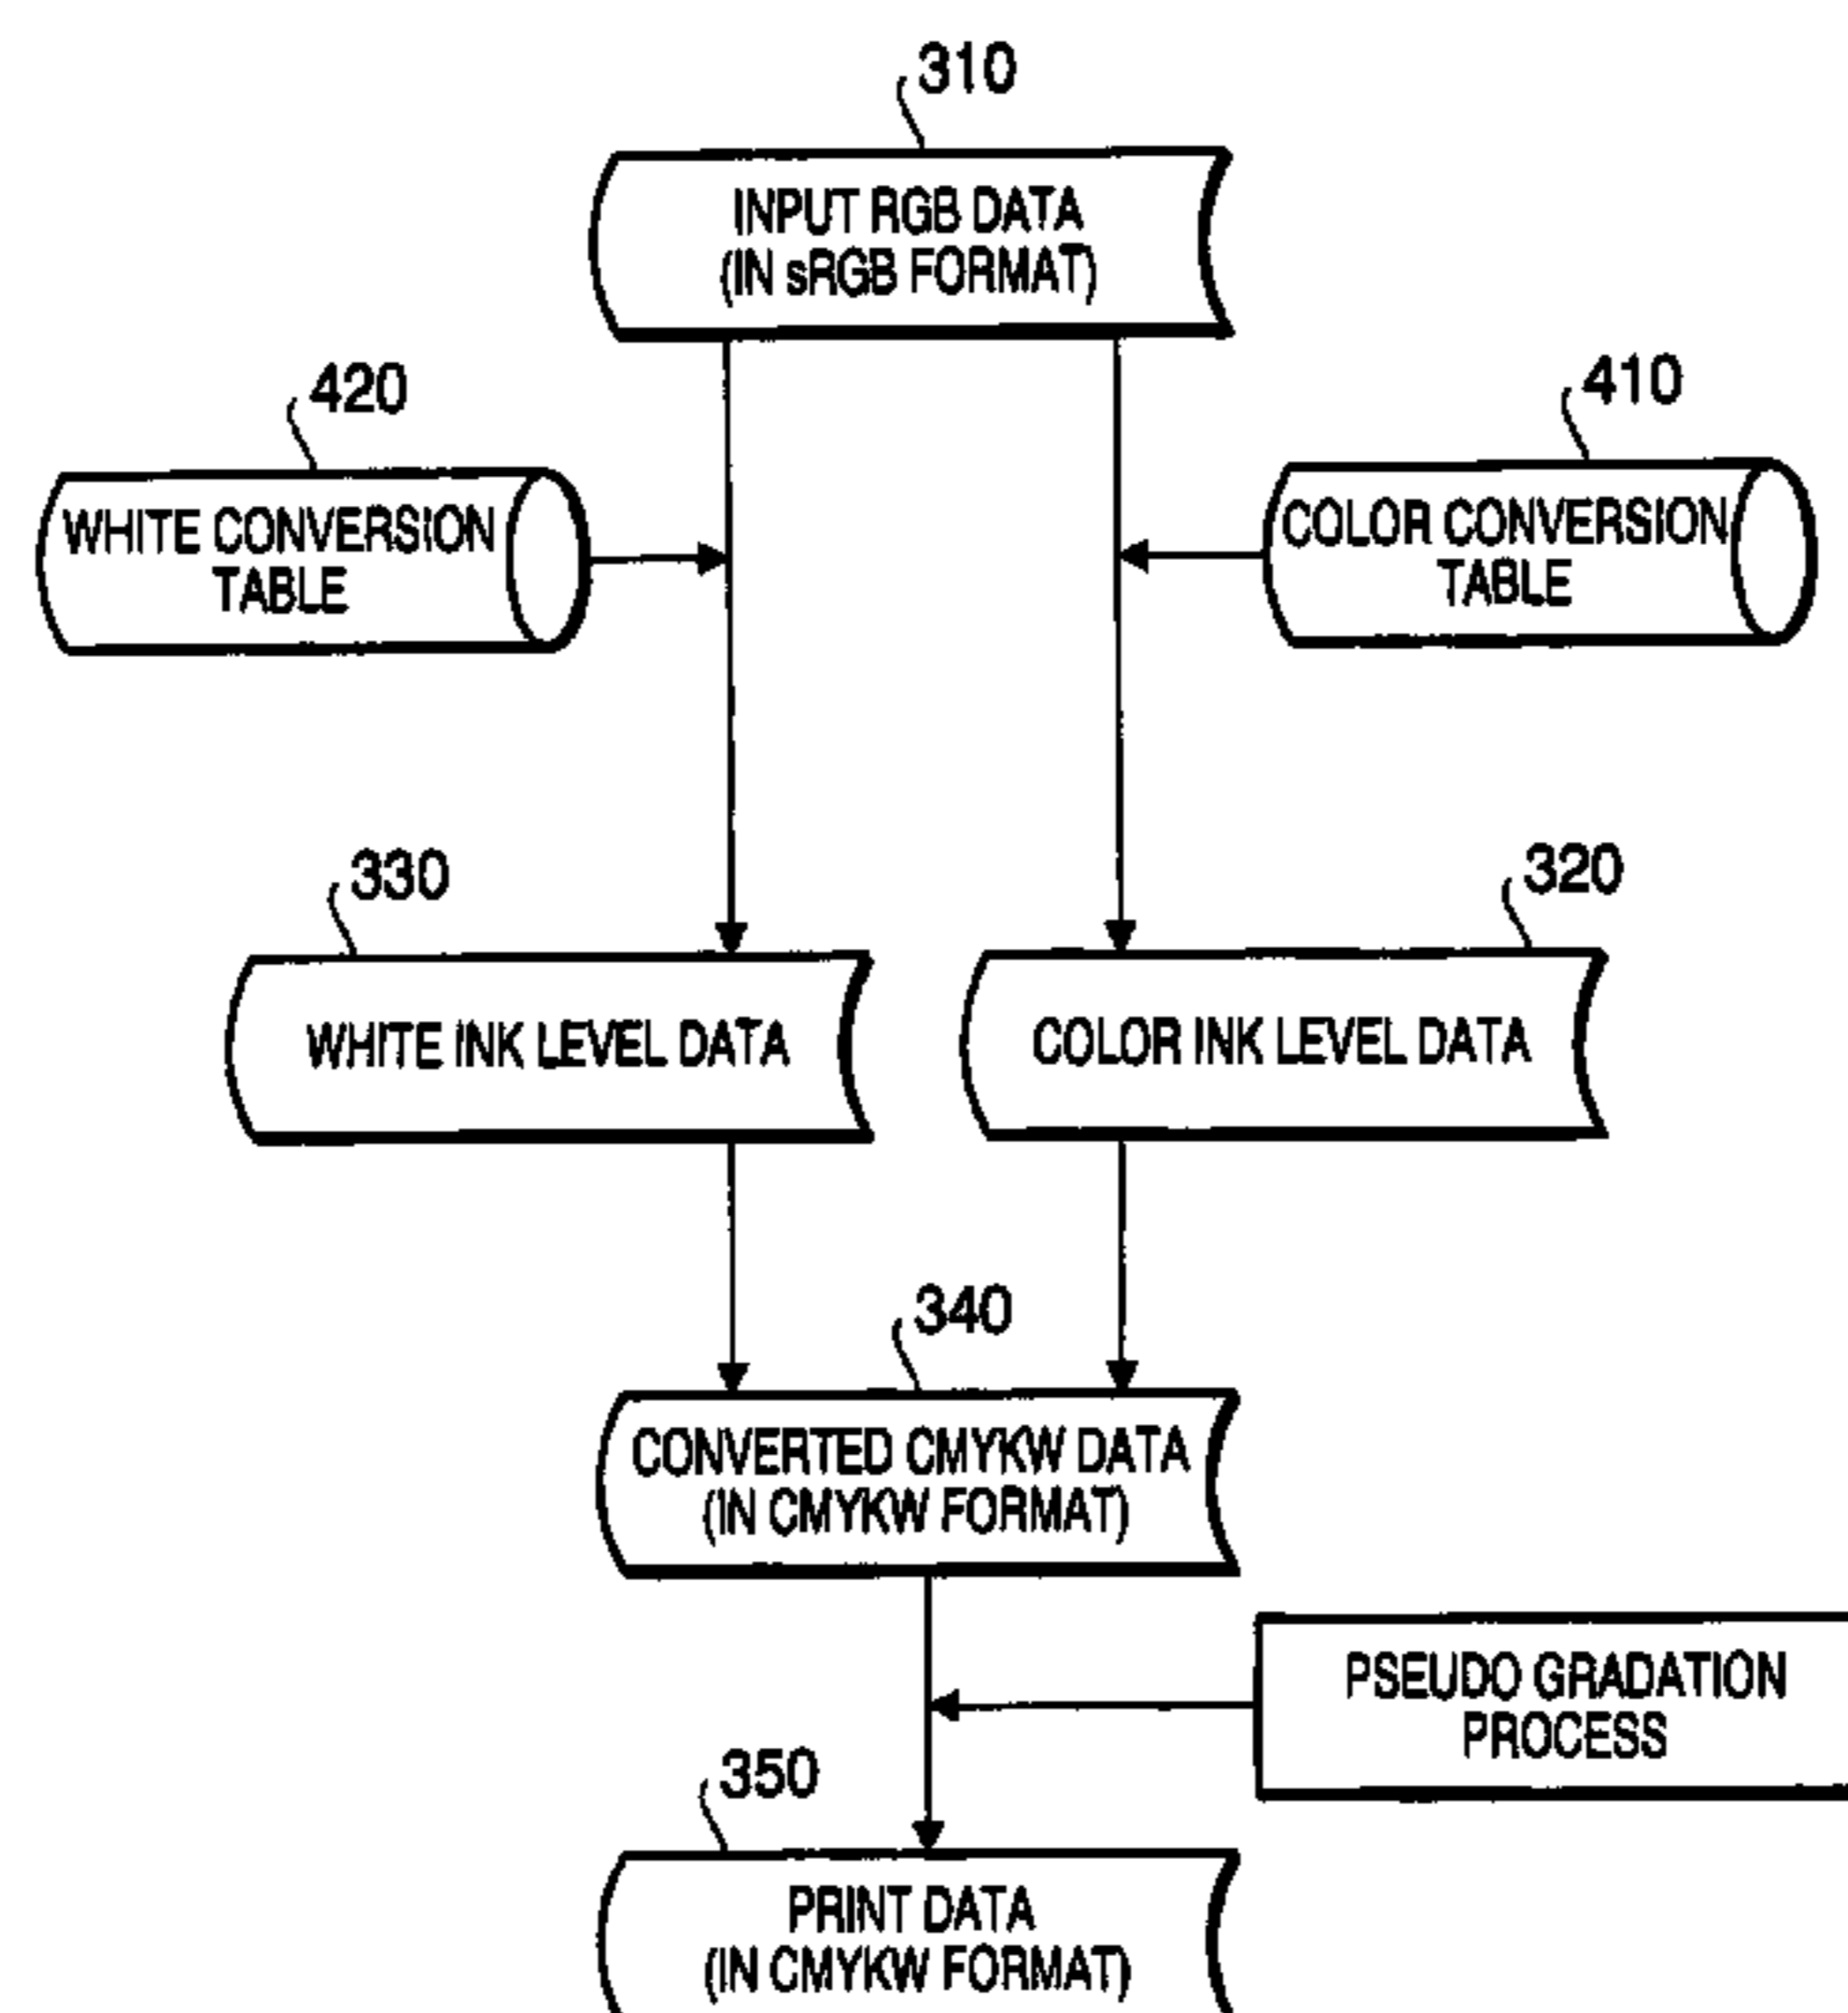 310
INPUT RGB DATA
(IN sRGB FORMAT)
420
410
WHITE CONVERSION
TABLE
COLOR CONVERSION
TABLE
330
320
WHITE INK LEVEL DATA
COLOR INK LEVEL DATA
340
CONVERTED CMYKW DATA
(IN CMYKW FORMAT)
PSEUDO GRADATION
PROCESS
350
PRINT DATA
(IN CMYKW FORMAT)